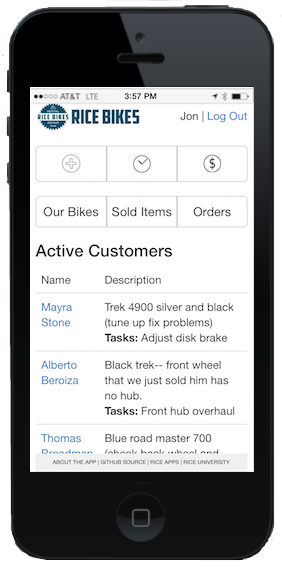 AT&T LTE 3:57 PM
RICE BIKES RICE BIKES
Jon | Log Out
$
Our Bikes Sold Items Orders
Active Customers
Name Description
Mayra Stone
Trek 4900 silver and black
(tune up fix problems)
Tasks: Adjust disk brake
Alberto Beroiza
Black trek-- front wheel
that we just sold him has
no hub.
Tasks: Front hub overhaul
Thomas Broodman
Blue road master 700
(check back wheel and
ABOUT THE APP | GITHUB SOURCE | RICE APPS | RICE UNIVERSITY